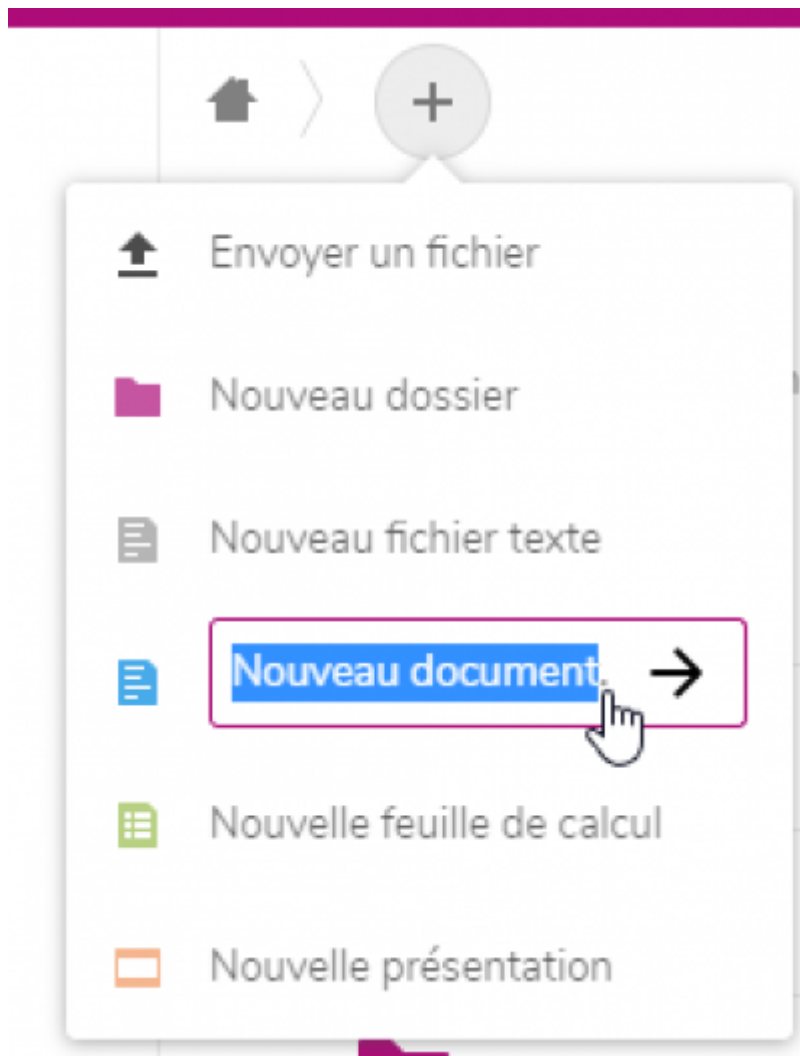 Envoyer un fichier
Nouveau dossier
Nouveau fichier texte
Nouveau document.
Nouvelle feuille de calcul
Nouvelle présentation